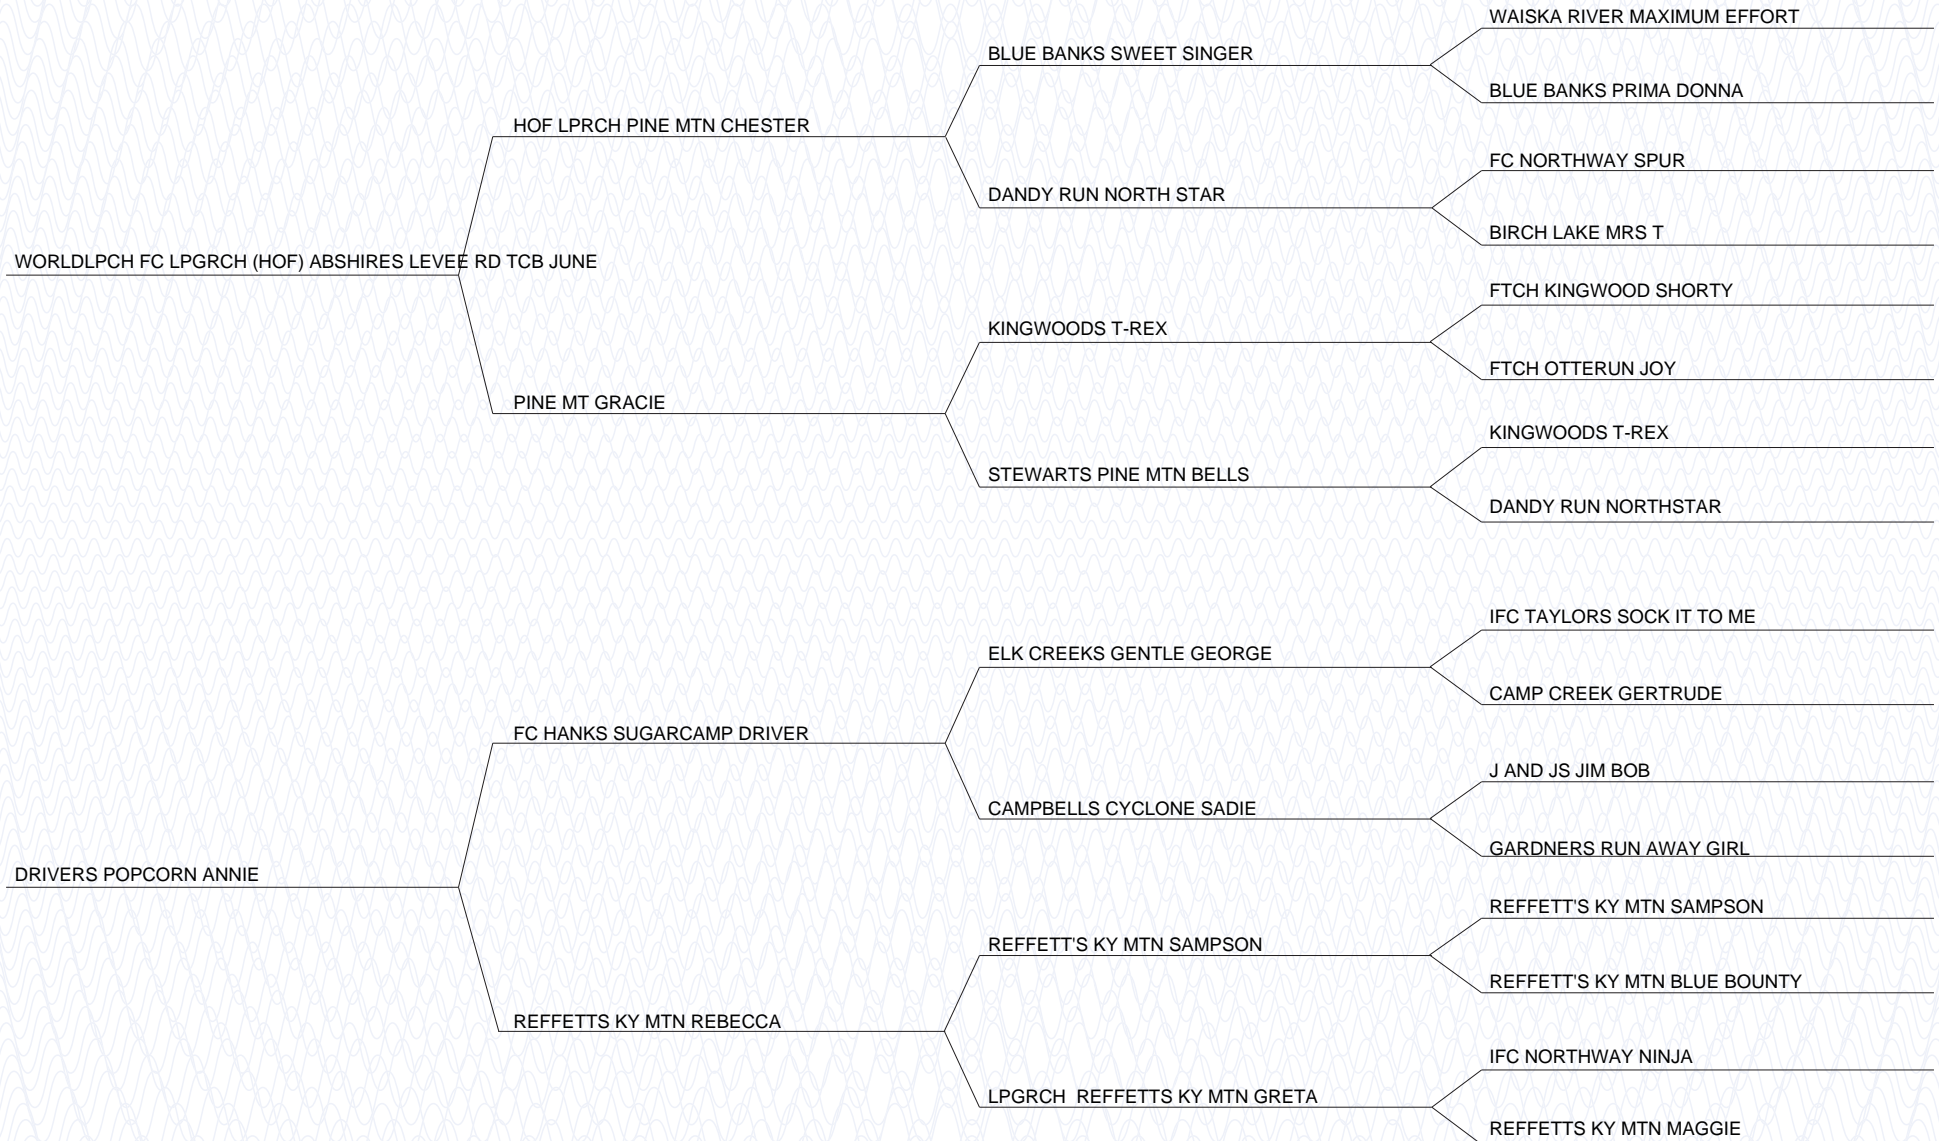 WAISKA RIVER MAXIMUM EFFORT
BLUE BANKS SWEET SINGER
BLUE BANKS PRIMA DONNA
HOF LPRCH PINE MTN CHESTER
FC NORTHWAY SPUR
DANDY RUN NORTH STAR
BIRCH LAKE MRS T
WORLDLPCH FC LPGRCH (HOF) ABSHIRES LEVEE RD TCB JUNE
FTCH KINGWOOD SHORTY
KINGWOODS T-REX
FTCH OTTERUN JOY
PINE MT GRACIE
KINGWOODS T-REX
STEWARTS PINE MTN BELLS
DANDY RUN NORTHSTAR
IFC TAYLORS SOCK IT TO ME
ELK CREEKS GENTLE GEORGE
CAMP CREEK GERTRUDE
FC HANKS SUGARCAMP DRIVER
J AND JS JIM BOB
CAMPBELLS CYCLONE SADIE
GARDNERS RUN AWAY GIRL
DRIVERS POPCORN ANNIE
REFFETT'S KY MTN SAMPSON
REFFETT'S KY MTN SAMPSON
REFFETT'S KY MTN BLUE BOUNTY
REFFETTS KY MTN REBECCA
IFC NORTHWAY NINJA
LPGRCH  REFFETTS KY MTN GRETA
REFFETTS KY MTN MAGGIE